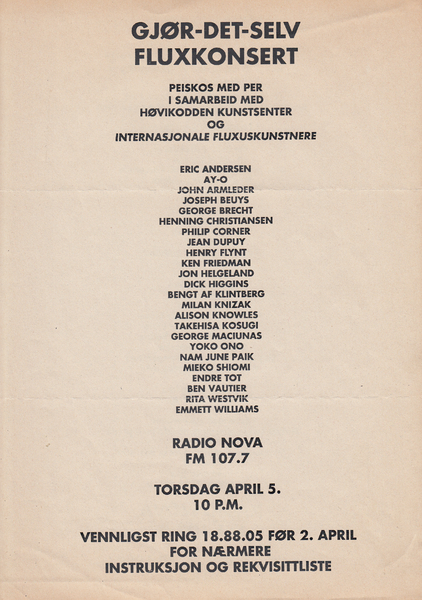 GJØR-DET-SELV
FLUXKONSERT
PEISKOS MED PER
I SAMARBEID MED
HØVIKODDEN KUNSTSENTER
OG
INTERNASJONALE FLUXUSKUNSTNERE
ERIC ANDERSEN
AY-O
JOHN ARMLEDER
JOSEPH BEUYS
GEORGE BRECHT
HENNING CHRISTIANSEN
PHILIP CORNER
JEAN DUPUY
HENRY FLYNT
KEN FRIEDMAN
JON HELGELAND
DICK HIGGINS
BENGT AF KLINTBERG
MILAN KNIZAK
ALISON KNOWLES
TAKEHISA KOSUGI
GEORGE MACIUNAS
YOKO ONO
NAM JUNE PAIK
MIEKO SHIOMI
ENDRE TOT
BEN VAUTIER
RITA WESTVIK
EMMETT WILLIAMS
RADIO NOVA
FM 107.7
TORSDAG APRIL 5.
10 P.M.
VENNLIGST RING 18.88.05 FØR 2. APRIL
FOR NÆRMERE
INSTRUKSJON OG REKVISITTLISTE